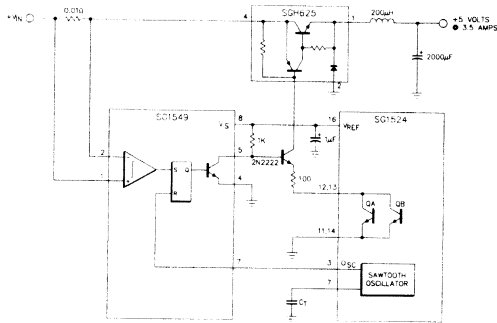 +VIN
0.01Ω
4
SGH625
1
200µH
+5 VOLTS
@ 3.5 AMPS
2
2000µF
SG1549
VS
8
16
SG1524
VREF
1K
1µF
5
2N2222
2
1
S
Q
R
4
100
12,13
QA
QB
11,14
7
3
OSC
SAWTOOTH
OSCILLATOR
7
CT